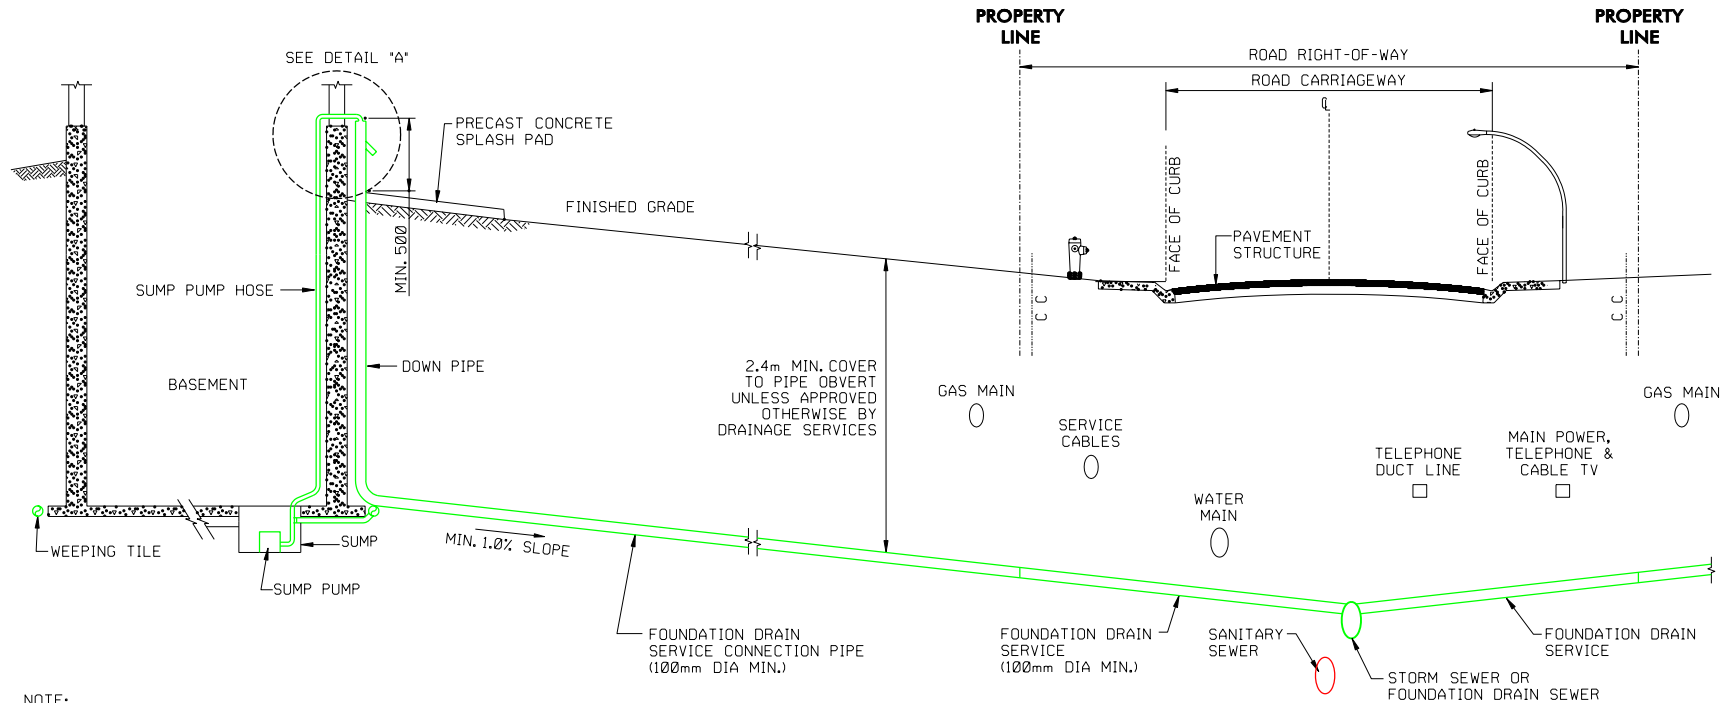 PROPERTY
LINE
PROPERTY
LINE
SEE DETAIL "A"
ROAD RIGHT-OF-WAY
ROAD CARRIAGEWAY
℄
PRECAST CONCRETE
SPLASH PAD
FINISHED GRADE
MIN. 500
FACE OF CURB
FACE OF CURB
PAVEMENT
STRUCTURE
SUMP PUMP HOSE
C C
C C
DOWN PIPE
BASEMENT
2.4m MIN. COVER
TO PIPE OBVERT
UNLESS APPROVED
OTHERWISE BY
DRAINAGE SERVICES
GAS MAIN
GAS MAIN
SERVICE
CABLES
TELEPHONE
DUCT LINE
MAIN POWER,
TELEPHONE &
CABLE TV
WATER
MAIN
WEEPING TILE
SUMP
MIN. 1.0% SLOPE
SUMP PUMP
FOUNDATION DRAIN
SERVICE CONNECTION PIPE
(100mm DIA MIN.)
FOUNDATION DRAIN
SERVICE
(100mm DIA MIN.)
SANITARY
SEWER
FOUNDATION DRAIN
SERVICE
STORM SEWER OR
FOUNDATION DRAIN SEWER
NOTE: